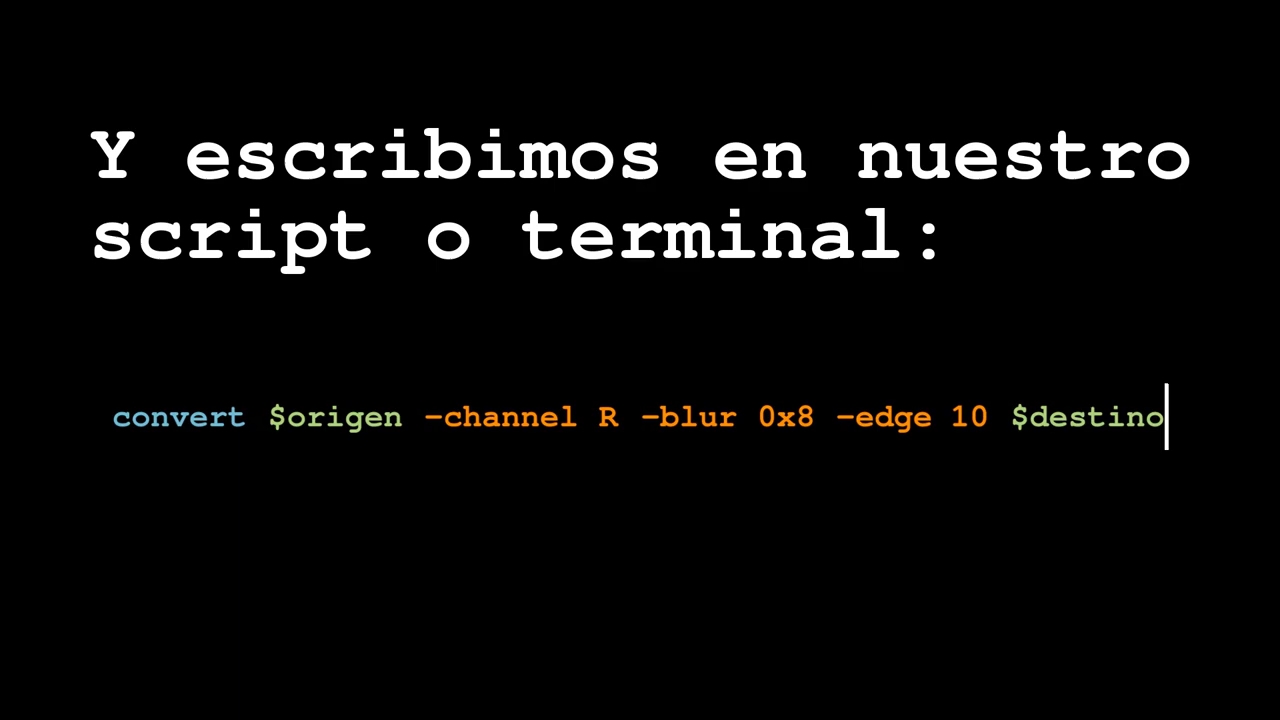 Y escribimos en nuestro
script o terminal:
convert $origen -channel R -blur 0x8 -edge 10 $destino